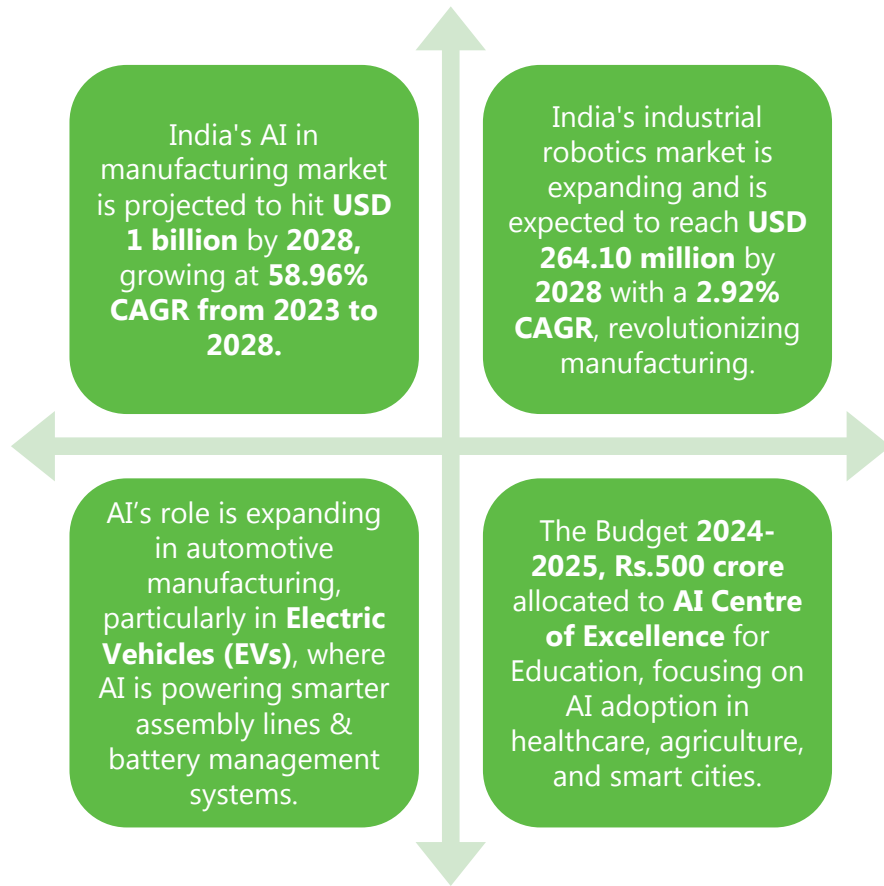 India's AI in
manufacturing market
is projected to hit USD
1 billion by 2028,
growing at 58.96%
CAGR from 2023 to
2028.
India's industrial
robotics market is
expanding and is
expected to reach USD
264.10 million by
2028 with a 2.92%
CAGR, revolutionizing
manufacturing.
AI’s role is expanding
in automotive
manufacturing,
particularly in Electric
Vehicles (EVs), where
AI is powering smarter
assembly lines &
battery management
systems.
The Budget 2024-
2025, Rs.500 crore
allocated to AI Centre
of Excellence for
Education, focusing on
AI adoption in
healthcare, agriculture,
and smart cities.